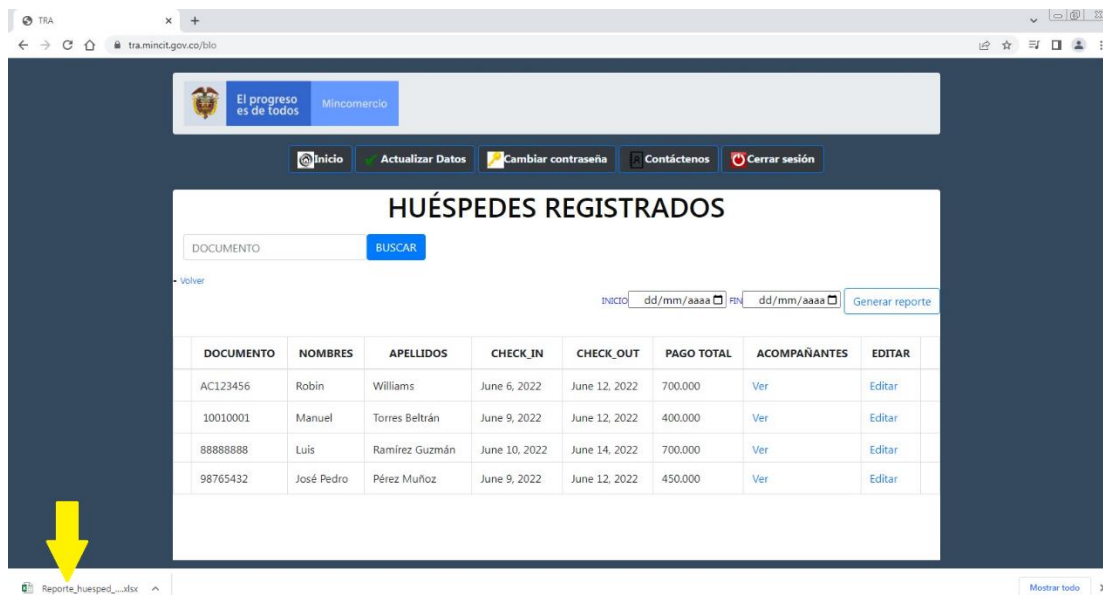 TRA
tra.mincit.gov.co/blo
El progreso
es de todos
Mincomercio
Inicio
Actualizar Datos
Cambiar contraseña
Contáctenos
Cerrar sesión
HUÉSPEDES REGISTRADOS
DOCUMENTO BUSCAR
- Volver
INICIO dd/mm/aaaa FIN dd/mm/aaaa Generar reporte
DOCUMENTO NOMBRES APELLIDOS CHECK_IN CHECK_OUT PAGO TOTAL ACOMPAÑANTES EDITAR
AC123456 Robin Williams June 6, 2022 June 12, 2022 700.000 Ver Editar
10010001 Manuel Torres Beltrán June 9, 2022 June 12, 2022 400.000 Ver Editar
88888888 Luis Ramírez Guzmán June 10, 2022 June 14, 2022 700.000 Ver Editar
98765432 José Pedro Pérez Muñoz June 9, 2022 June 12, 2022 450.000 Ver Editar
Reporte_huesped_....xlsx
Mostrar todo